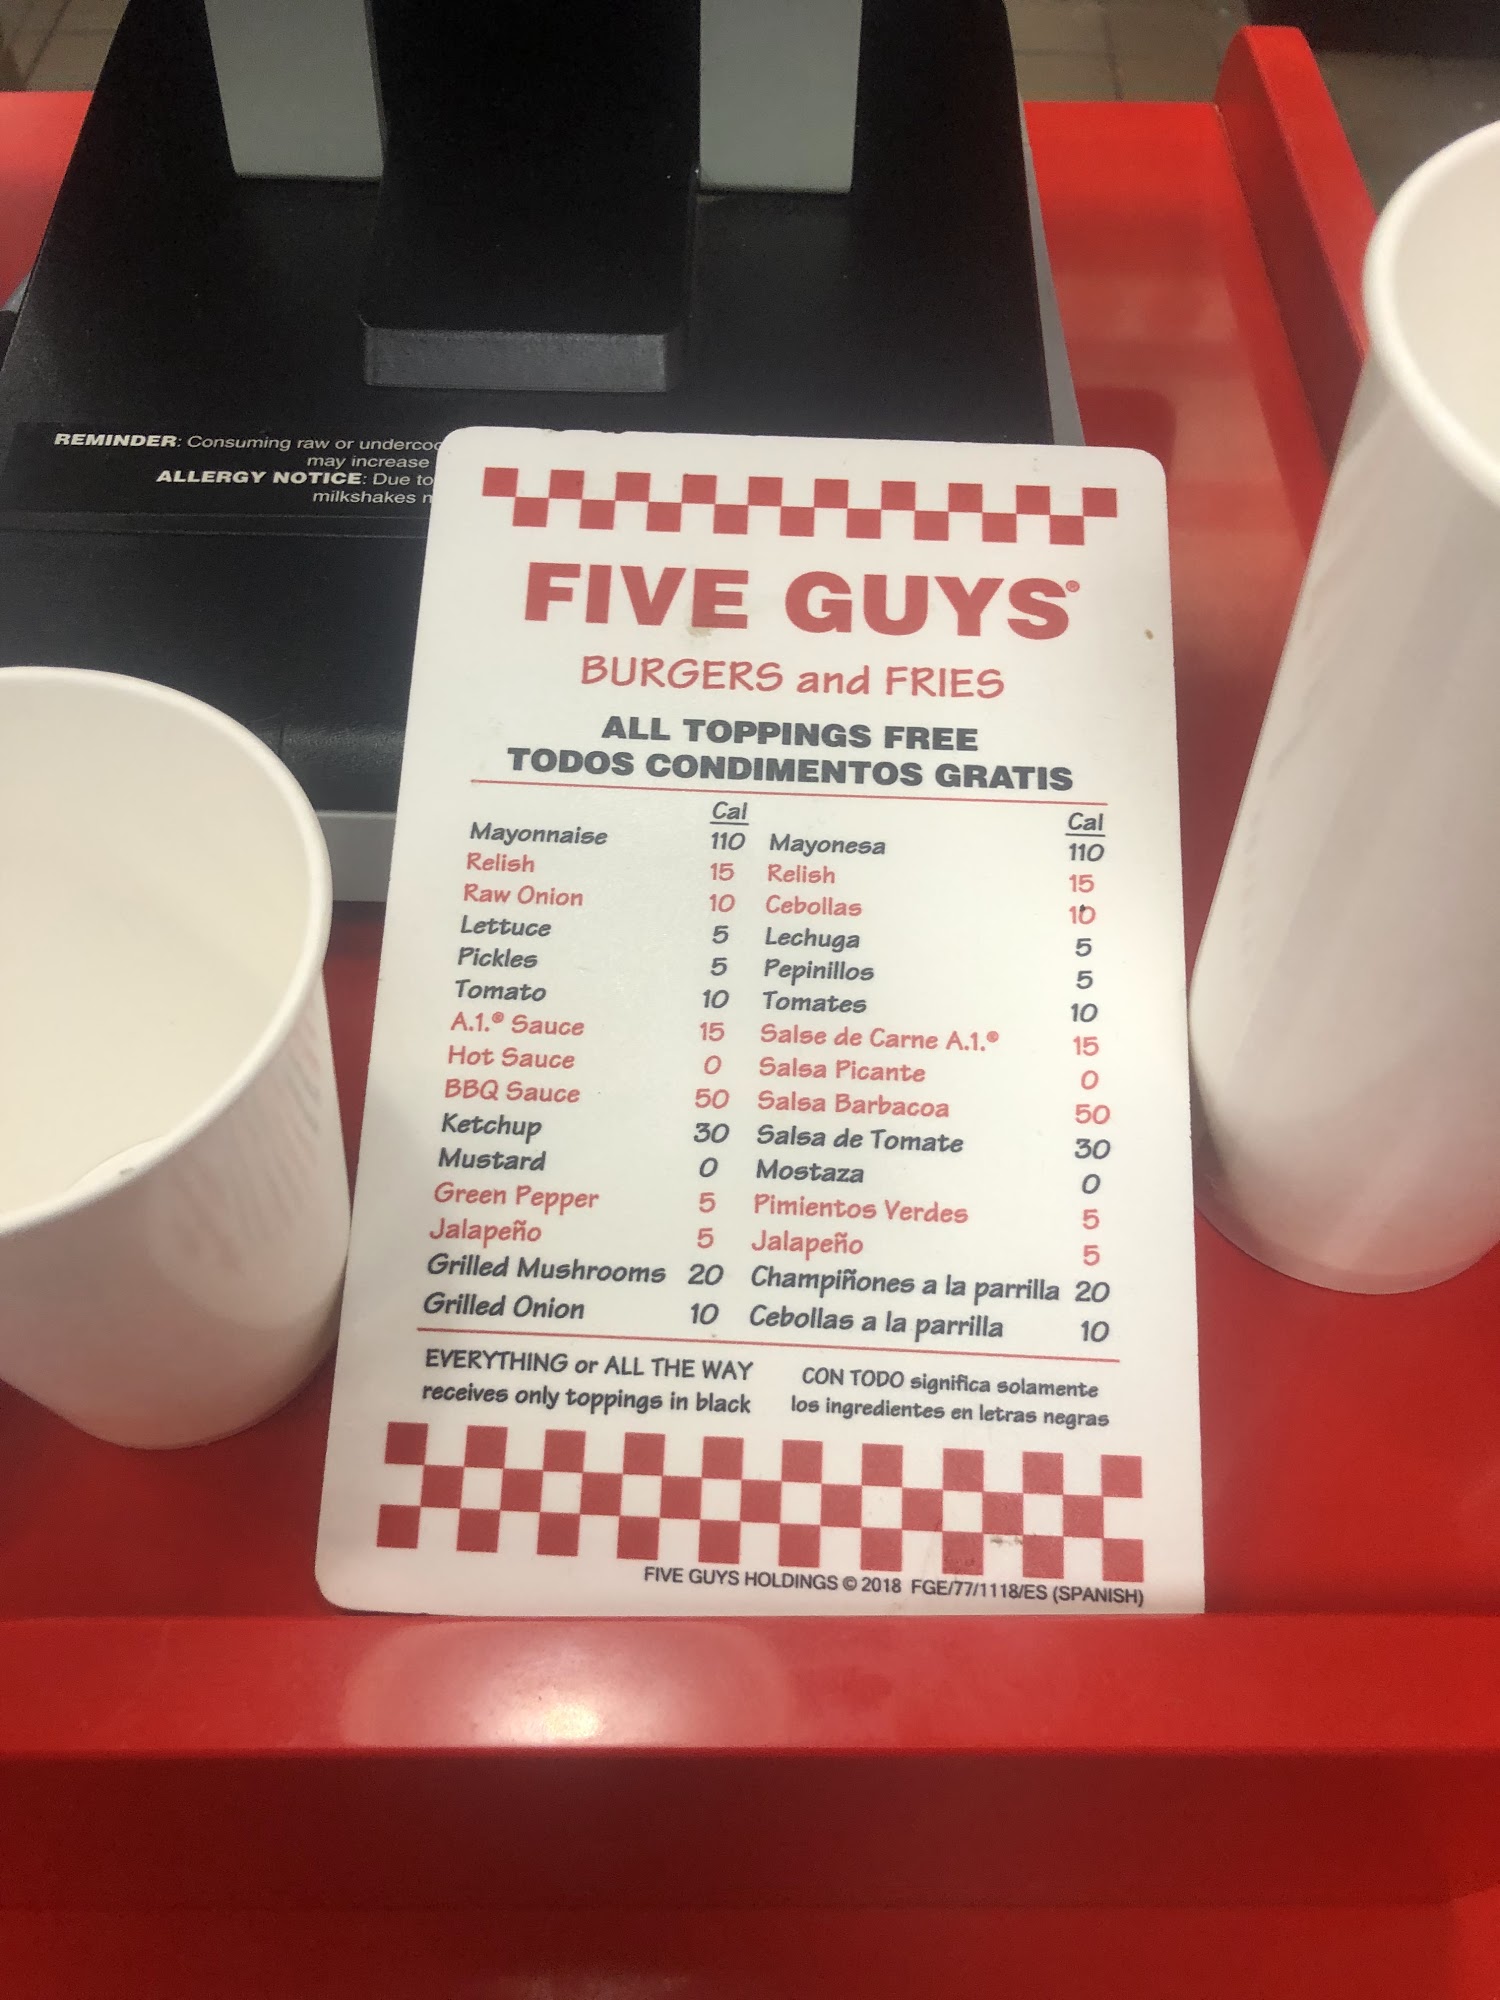 REMINDER: Consuming raw or
may increase
ALLERGY NOTICE: Due to
milkshakes
FIVE GUYS®
BURGERS and FRIES
ALL TOPPINGS FREE
TODOS CONDIMENTOS GRATIS
Cal Cal
Mayonnaise 110 Mayonesa 110
Relish 15 Relish 15
Raw Onion 10 Cebollas 10
Lettuce 5 Lechuga 5
Pickles 5 Pepinillos 5
Tomato 10 Tomates 10
A.1.® Sauce 15 Salse de Carne A.1.® 15
Hot Sauce 0 Salsa Picante 0
BBQ Sauce 50 Salsa Barbacoa 50
Ketchup 30 Salsa de Tomate 30
Mustard 0 Mostaza 0
Green Pepper 5 Pimientos Verdes 5
Jalapeño 5 Jalapeño 5
Grilled Mushrooms 20 Champiñones a la parrilla 20
Grilled Onion 10 Cebollas a la parrilla 10
EVERYTHING or ALL THE WAY
receives only toppings in black
CON TODO significa solamente
los ingredientes en letras negras
FIVE GUYS HOLDINGS © 2018 FGE/77/1118/ES (SPANISH)